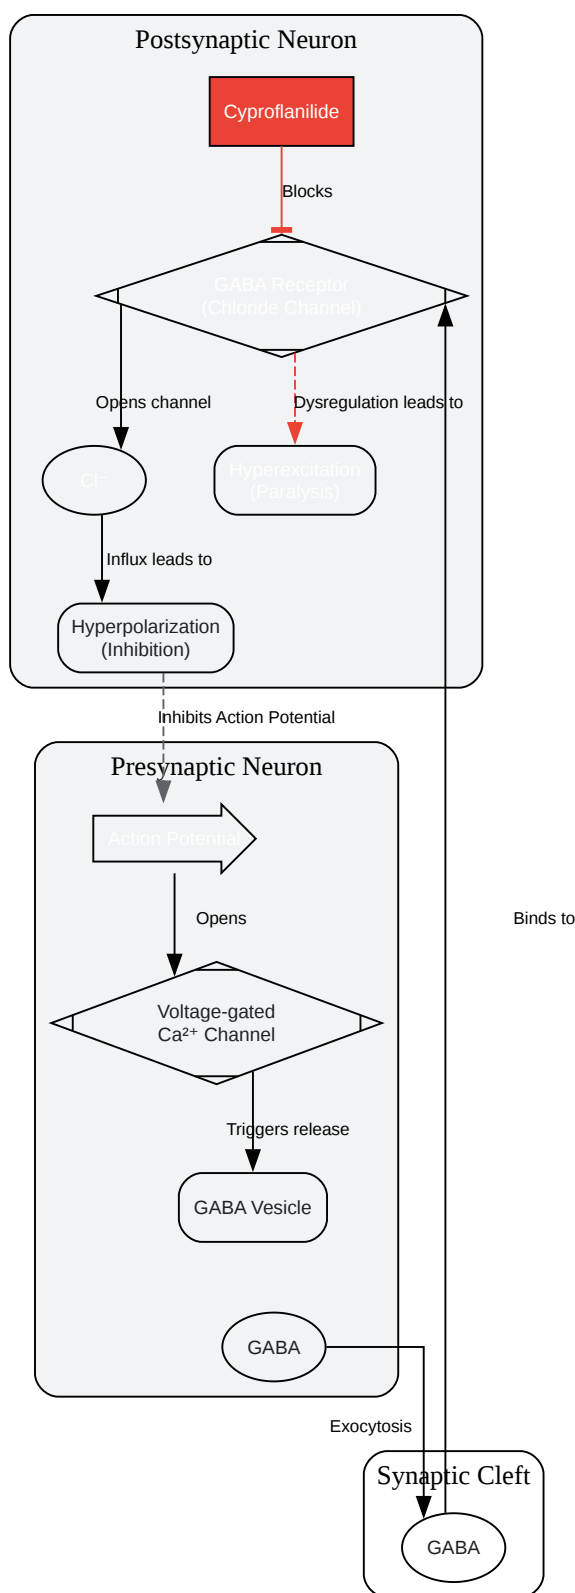 Postsynaptic Neuron
Cyproflanilide
Blocks
GABA Receptor
(Chloride Channel)
Opens channel
Dysregulation leads to
Cl⁻
Hyperexcitation
(Paralysis)
Influx leads to
Hyperpolarization
(Inhibition)
Inhibits Action Potential
Presynaptic Neuron
Action Potential
Opens
Binds to
Voltage-gated
Ca²⁺ Channel
Triggers release
GABA Vesicle
GABA
Exocytosis
Synaptic Cleft
GABA